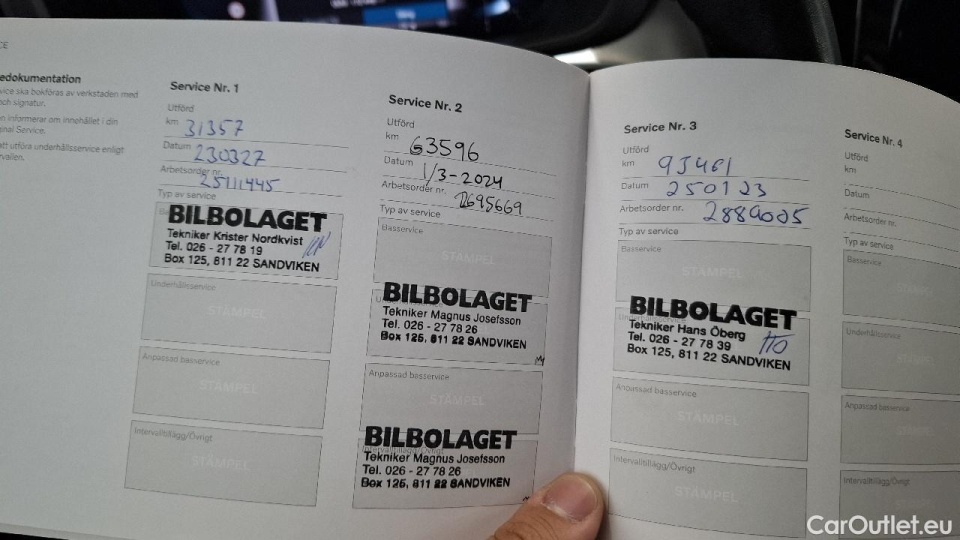 edokumentation
vice ska bokföras av verkstaden med
och signatur.
en informerar om innehållet i din
ginal Service.
att utföra underhållsservice enligt
ervallen.
Service Nr. 1
Utförd
km 31357
Datum 230327
Arbetsorder nr.
25111445
Typ av service
BILBOLAGET
Tekniker Krister Nordkvist
Tel. 026 - 27 78 19
Box 125, 811 22 SANDVIKEN
Underhållsservice
STÄMPEL
Anpassad basservice
STÄMPEL
Intervalltillägg/Övrigt
STÄMPEL
Service Nr. 2
Utförd
km 63596
Datum 1/3-2024
Arbetsorder nr. 2695669
Typ av service
Basservice
STÄMPEL
BILBOLAGET
Tekniker Magnus Josefsson
Tel. 026 - 27 78 26
Box 125, 811 22 SANDVIKEN
Anpassad basservice
STÄMPEL
BILBOLAGET
Tekniker Magnus Josefsson
Tel. 026 - 27 78 26
Box 125, 811 22 SANDVIKEN
Service Nr. 3
Utförd
km 93461
Datum 250123
Arbetsorder nr. 2889005
Typ av service
Basservice
STÄMPEL
BILBOLAGET
Tekniker Hans Öberg
Tel. 026 - 27 78 39
Box 125, 811 22 SANDVIKEN
HO
Anpassad basservice
STÄMPEL
Intervalltillägg/Övrigt
STÄMPEL
Service Nr. 4
Utförd
km
Datum
Arbetsorder nr.
Typ av service
Basservice
Underhållsservice
Anpassad basservice
Intervalltillägg/Övrigt
CarOutlet.eu